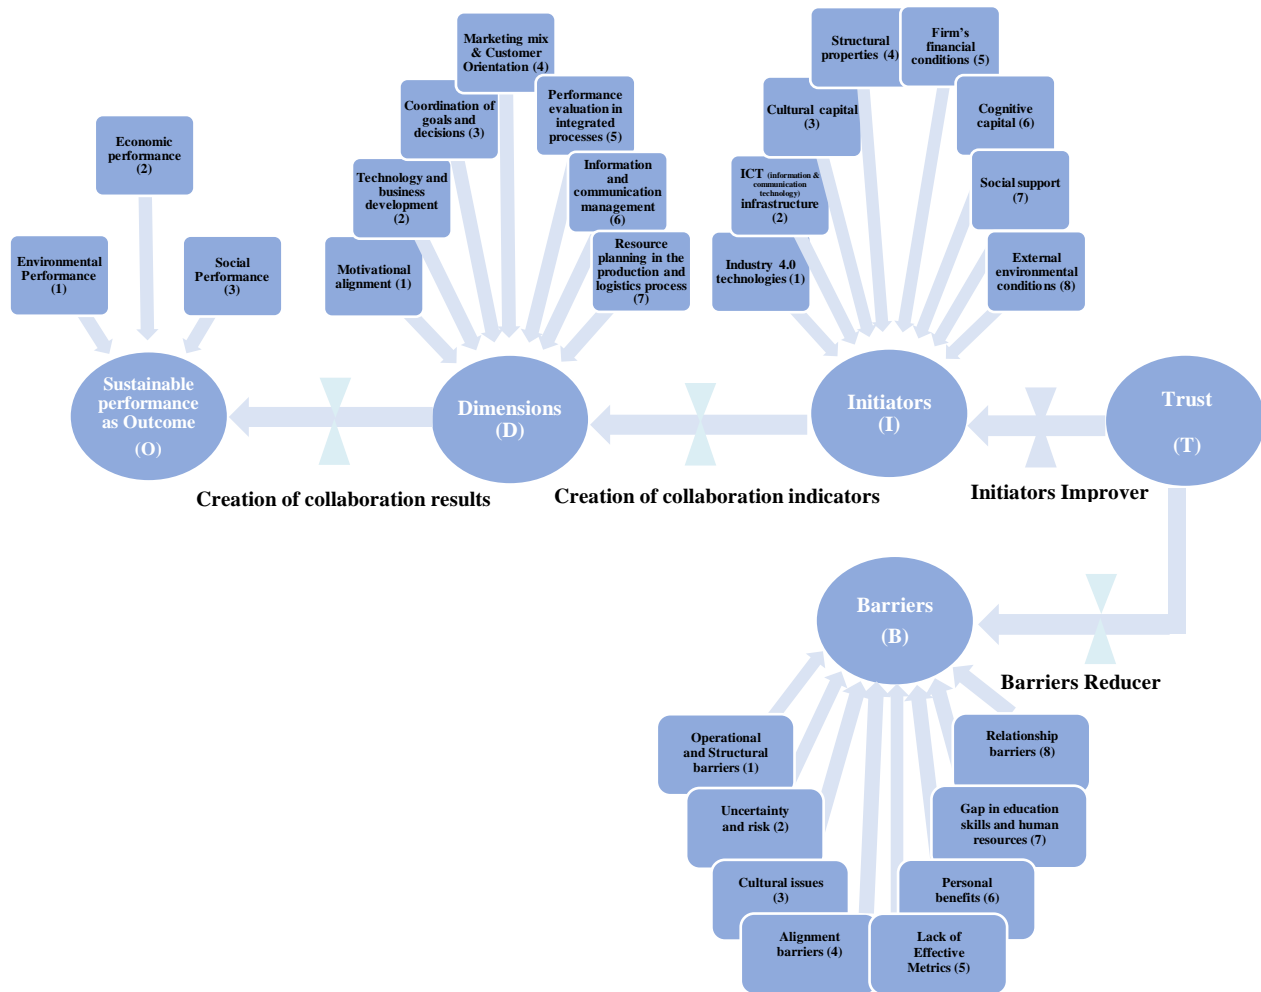 Environmental
Performance
(1)
Economic
performance
(2)
Social
Performance
(3)
Sustainable
performance
as Outcome
(O)
Motivational
alignment (1)
Technology and
business
development
(2)
Coordination of
goals and
decisions (3)
Marketing mix
& Customer
Orientation (4)
Performance
evaluation in
integrated
processes (5)
Information
and
communication
management
(6)
Resource
planning in the
production and
logistics process
(7)
Dimensions
(D)
Industry 4.0
technologies (1)
ICT (information &
communication
technology)
infrastructure
(2)
Cultural capital
(3)
Structural
properties (4)
Firm's
financial
conditions (5)
Cognitive
capital (6)
Social support
(7)
External
environmental
conditions (8)
Initiators
(I)
Trust
(T)
Creation of collaboration results
Creation of collaboration indicators
Initiators Improver
Barriers
(B)
Barriers Reducer
Operational
and Structural
barriers (1)
Uncertainty
and risk (2)
Cultural issues
(3)
Alignment
barriers (4)
Lack of
Effective
Metrics (5)
Personal
benefits (6)
Gap in education
skills and human
resources (7)
Relationship
barriers (8)